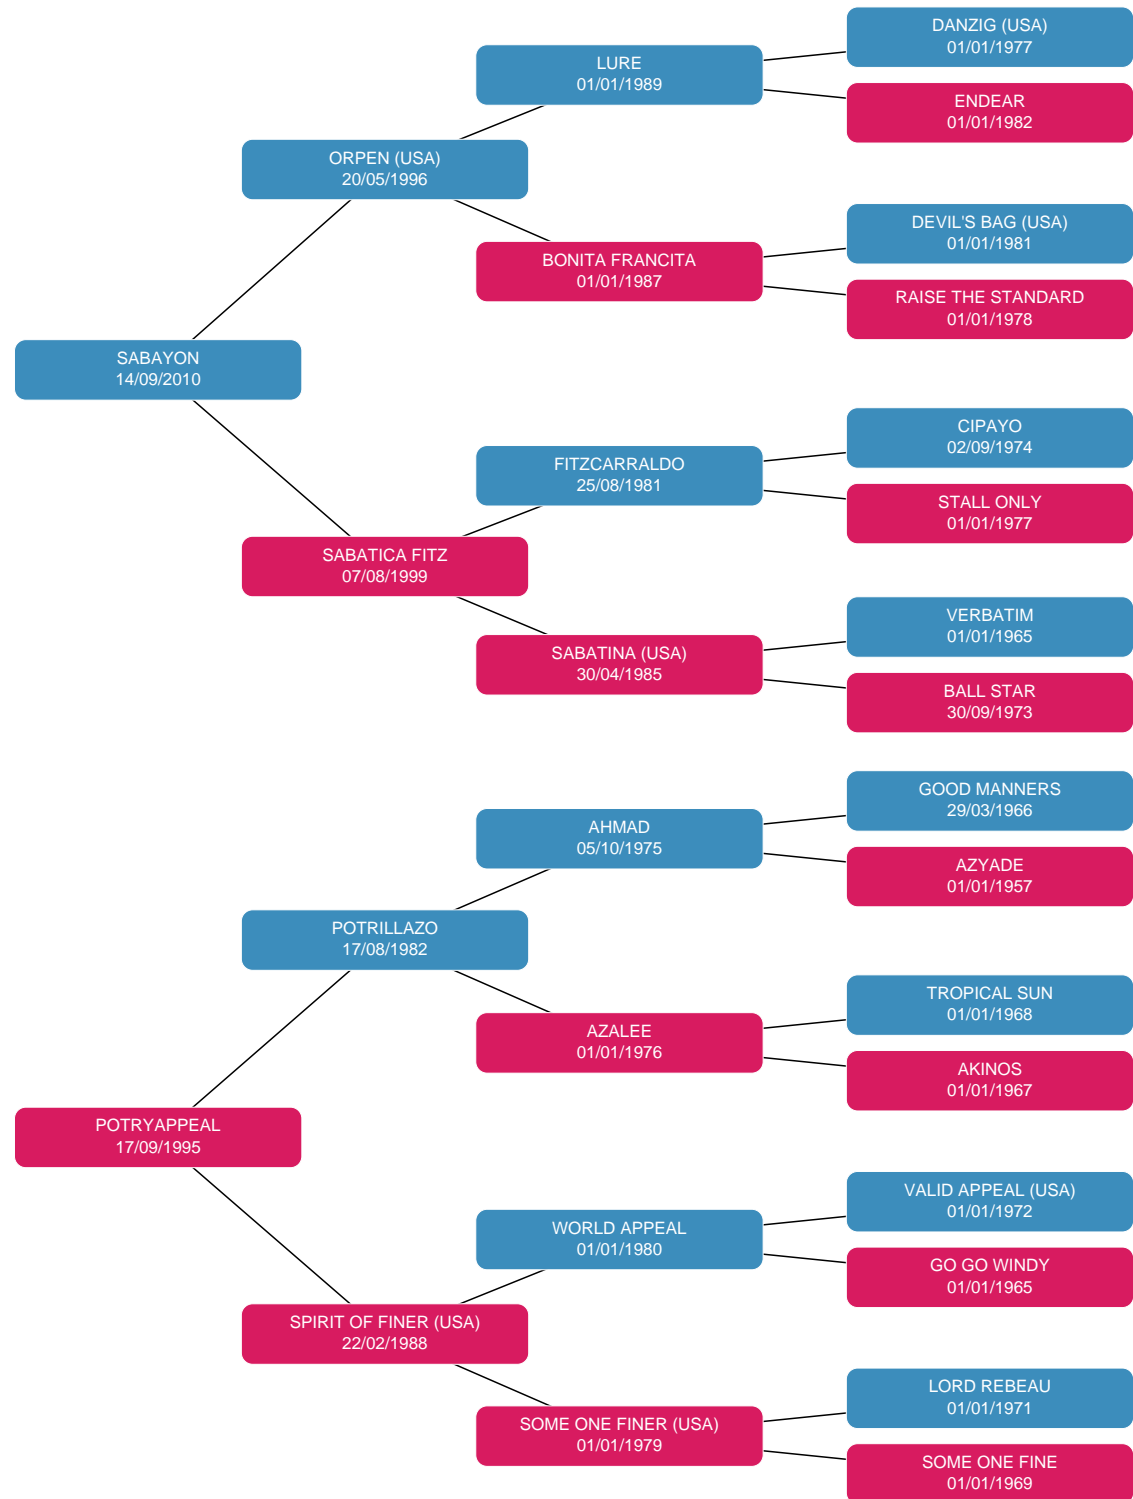 DANZIG (USA)
01/01/1977
LURE
01/01/1989
ENDEAR
01/01/1982
ORPEN (USA)
20/05/1996
DEVIL'S BAG (USA)
01/01/1981
BONITA FRANCITA
01/01/1987
RAISE THE STANDARD
01/01/1978
SABAYON
14/09/2010
CIPAYO
02/09/1974
FITZCARRALDO
25/08/1981
STALL ONLY
01/01/1977
SABATICA FITZ
07/08/1999
VERBATIM
01/01/1965
SABATINA (USA)
30/04/1985
BALL STAR
30/09/1973
GOOD MANNERS
29/03/1966
AHMAD
05/10/1975
AZYADE
01/01/1957
POTRILLAZO
17/08/1982
TROPICAL SUN
01/01/1968
AZALEE
01/01/1976
AKINOS
01/01/1967
POTRYAPPEAL
17/09/1995
VALID APPEAL (USA)
01/01/1972
WORLD APPEAL
01/01/1980
GO GO WINDY
01/01/1965
SPIRIT OF FINER (USA)
22/02/1988
LORD REBEAU
01/01/1971
SOME ONE FINER (USA)
01/01/1979
SOME ONE FINE
01/01/1969